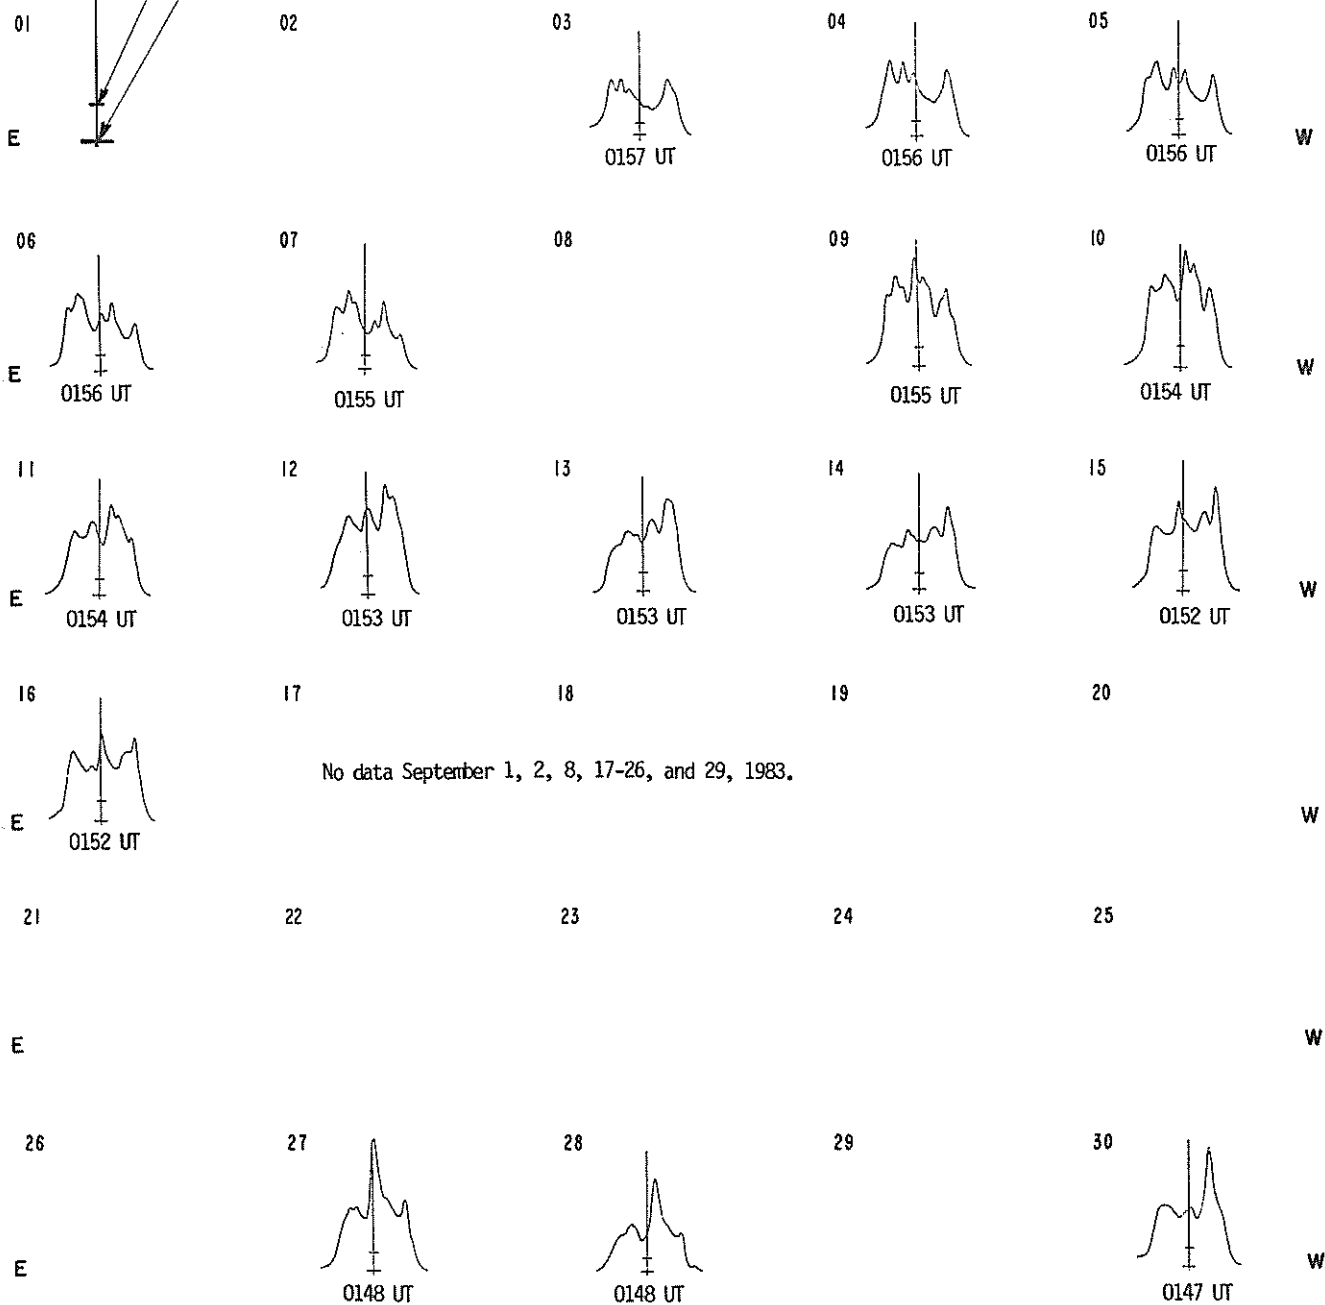 01 02 03 04 05
E W
0157 UT 0156 UT 0156 UT
06 07 08 09 10
E W
0156 UT 0155 UT 0155 UT 0154 UT
11 12 13 14 15
E W
0154 UT 0153 UT 0153 UT 0153 UT 0152 UT
16 17 18 19 20
No data September 1, 2, 8, 17-26, and 29, 1983.
E W
0152 UT
21 22 23 24 25
E W
26 27 28 29 30
E W
0148 UT 0148 UT 0147 UT